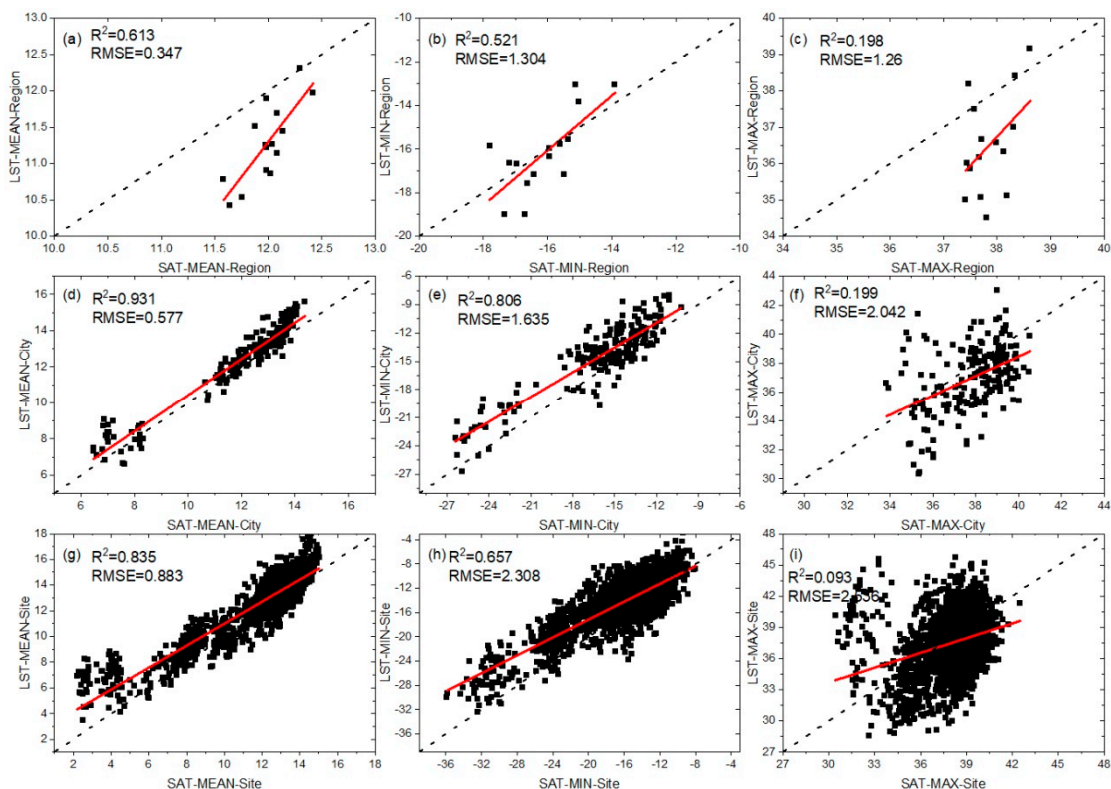 (a) R²=0.613
RMSE=0.347
LST-MEAN-Region
13.0
12.5
12.0
11.5
11.0
10.5
10.0
10.0 10.5 11.0 11.5 12.0 12.5 13.0
SAT-MEAN-Region
(b) R²=0.521
RMSE=1.304
LST-MIN-Region
-10
-12
-14
-16
-18
-20
-20 -18 -16 -14 -12 -10
SAT-MIN-Region
(c) R²=0.198
RMSE=1.26
LST-MAX-Region
40
39
38
37
36
35
34
34 35 36 37 38 39 40
SAT-MAX-Region
(d) R²=0.931
RMSE=0.577
LST-MEAN-City
16
14
12
10
8
6
6 8 10 12 14 16
SAT-MEAN-City
(e) R²=0.806
RMSE=1.635
LST-MIN-City
-6
-9
-12
-15
-18
-21
-24
-27
-27 -24 -21 -18 -15 -12 -9 -6
SAT-MIN-City
(f) R²=0.199
RMSE=2.042
LST-MAX-City
44
42
40
38
36
34
32
30
30 32 34 36 38 40 42 44
SAT-MAX-City
(g) R²=0.835
RMSE=0.883
LST-MEAN-Site
18
16
14
12
10
8
6
4
2
2 4 6 8 10 12 14 16 18
SAT-MEAN-Site
(h) R²=0.657
RMSE=2.308
LST-MIN-Site
-4
-8
-12
-16
-20
-24
-28
-32
-36
-36 -32 -28 -24 -20 -16 -12 -8 -4
SAT-MIN-Site
(i) R²=0.093
LST-MAX-Site
48
45
42
39
36
33
30
27
27 30 33 36 39 42 45 48
SAT-MAX-Site